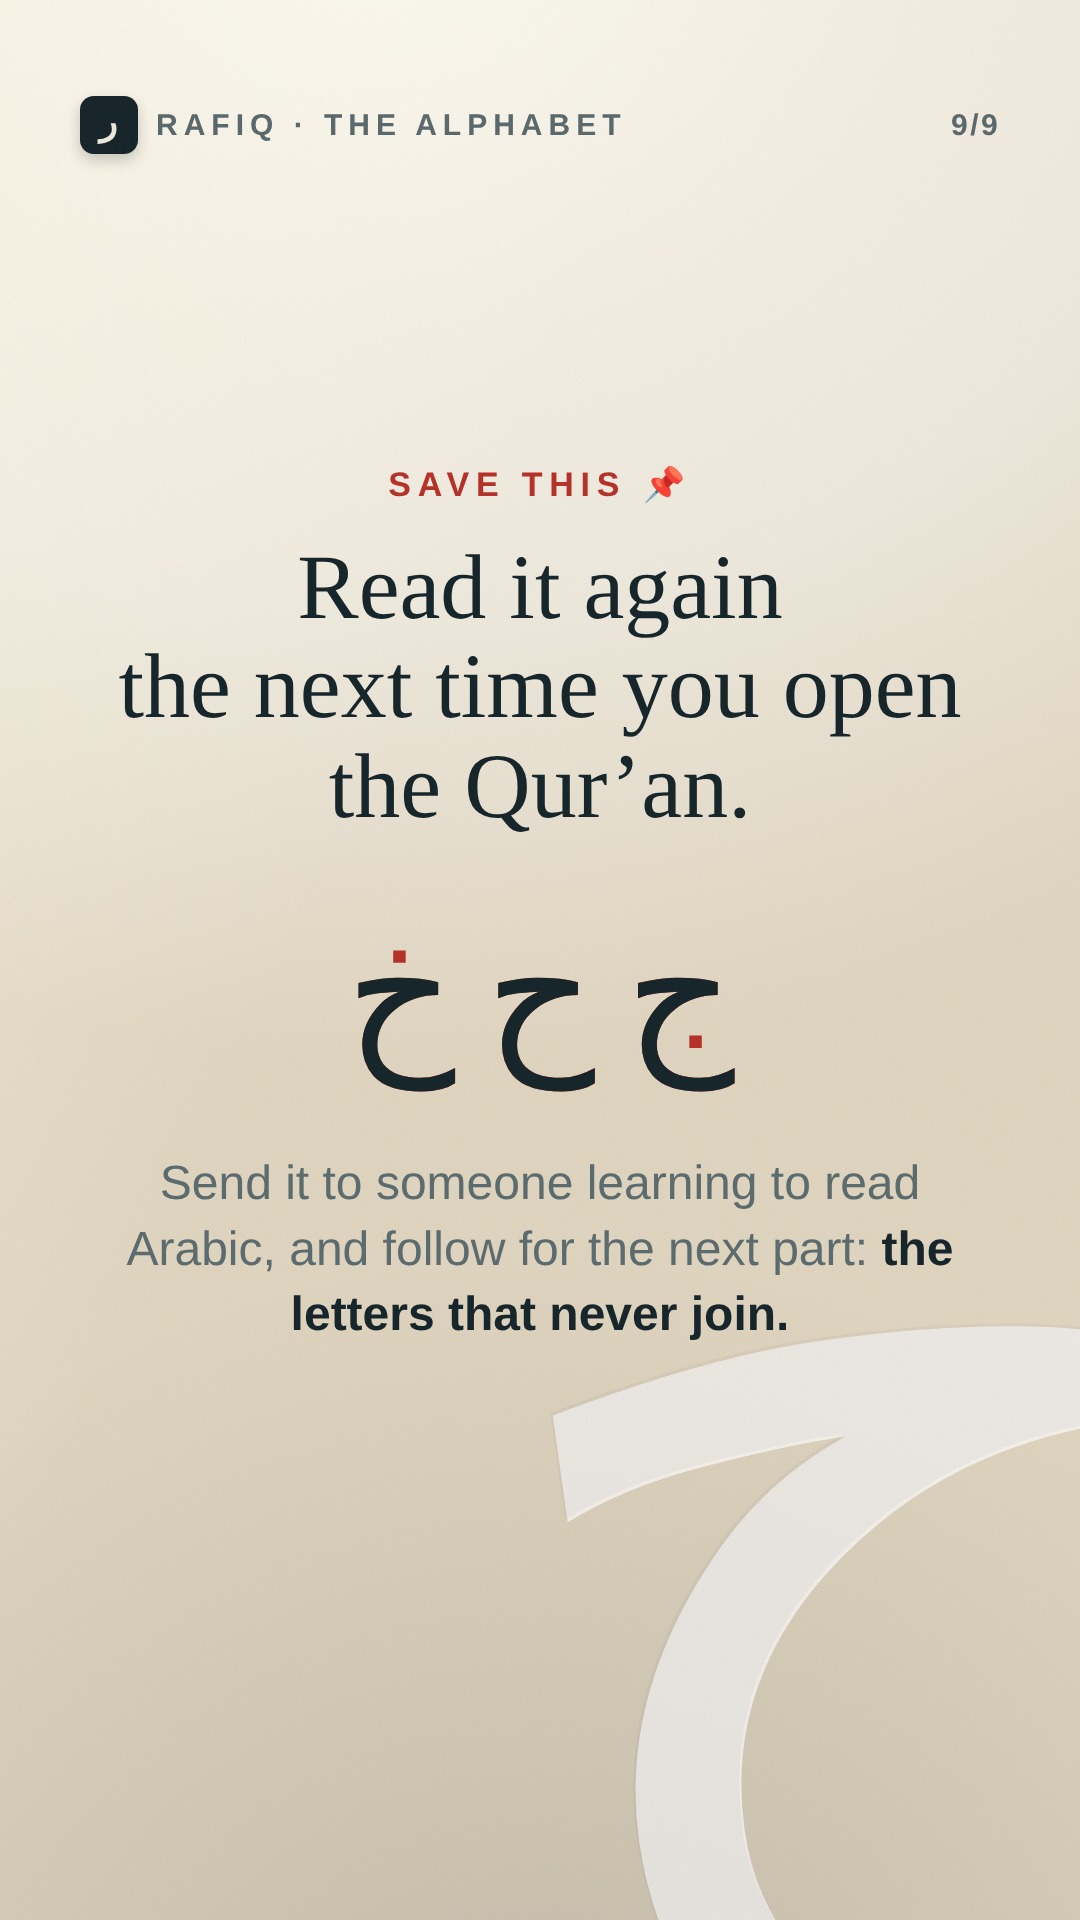 ر RAFIQ · THE ALPHABET 9/9
SAVE THIS 📌
Read it again
the next time you open
the Qur’an.
ج ح خ
Send it to someone learning to read
Arabic, and follow for the next part: the
letters that never join.
ح